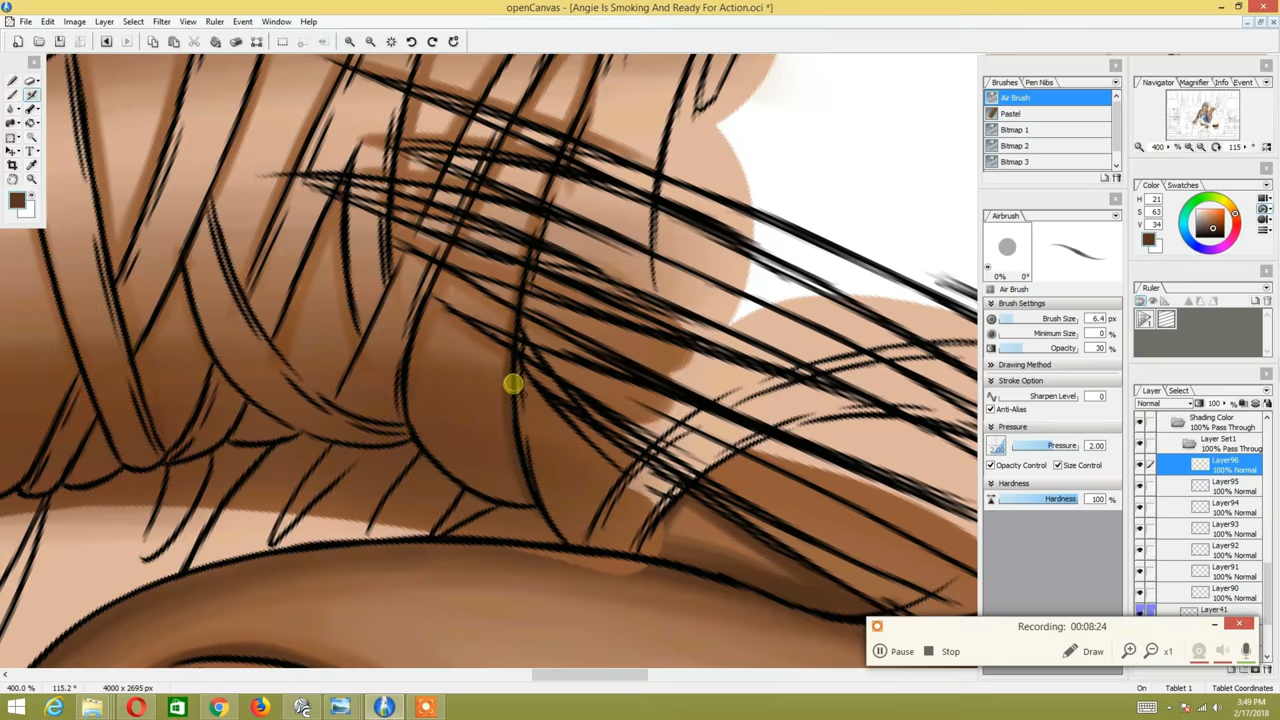 openCanvas - [Angie Is Smoking And Ready For Action.oci *]
File Edit Image Layer Select Filter View Ruler Event Window Help
Brushes Pen Nibs
Air Brush
Pastel
Bitmap 1
Bitmap 2
Bitmap 3
Airbrush
0% 0°
Air Brush
Brush Settings
Brush Size 6.4 px
Minimum Size 0 %
Opacity 30
Drawing Method
Stroke Option
Sharpen Level 0
Anti-Alias
Pressure
2.00 Pressure 2.00
Opacity Control Size Control
Hardness
Hardness 100 %
Navigator Magnifier Info Event
400 % 115 °
Color Swatches
H 21
S 63
V 34
Ruler
Layer Select
Normal 100 %
Shading Color
100% Pass Through
Layer Set1
100% Pass Throug
Layer96
100% Normal
Layer95
100% Normal
Layer94
100% Normal
Layer93
100% Normal
Layer92
100% Normal
Layer91
100% Normal
Layer90
100% Normal
Layer41
Recording: 00:08:24
Pause Stop Draw x1
400.0 % 115.2 ° 4000 x 2695 px
On Tablet 1 Tablet Coordinates
3:49 PM
2/17/2018